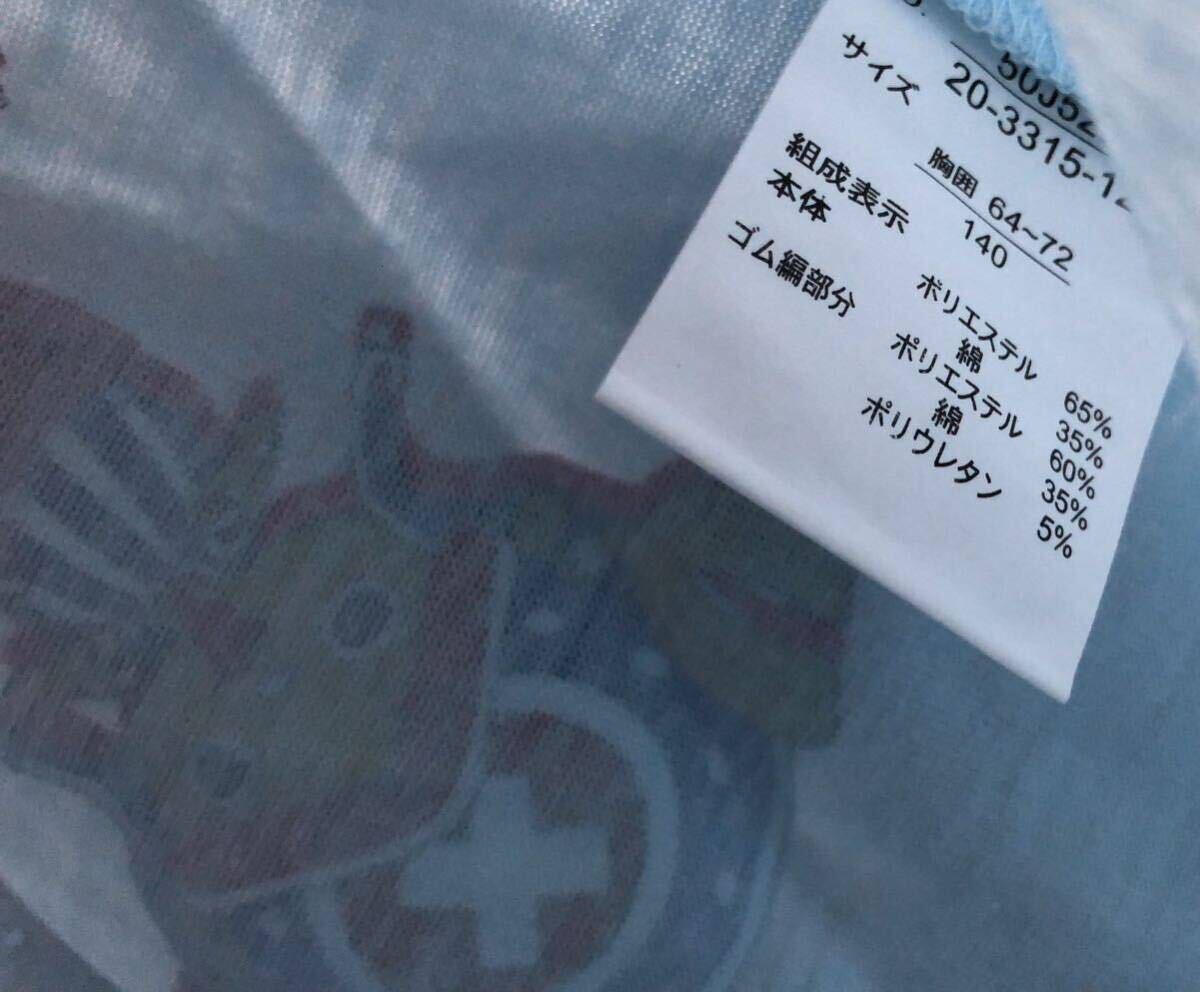 20-3315-12
サイズ
胸囲 64~72
140
組成表示
本体 ポリエステル 65%
綿 35%
ゴム編部分 ポリエステル 60%
綿 35%
ポリウレタン 5%